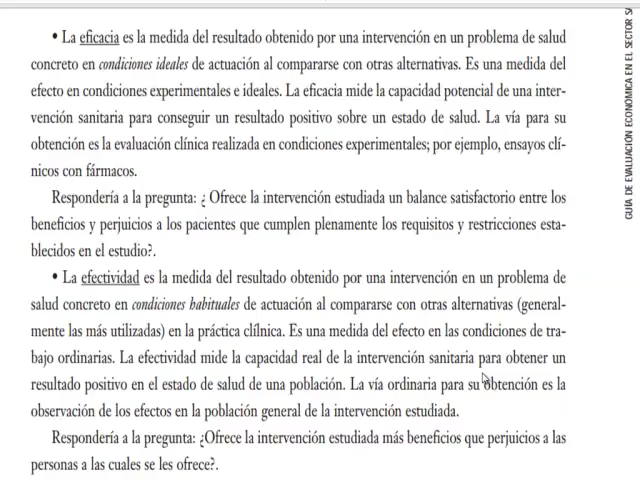 • La eficacia es la medida del resultado obtenido por una intervención en un problema de salud
concreto en condiciones ideales de actuación al compararse con otras alternativas. Es una medida del
efecto en condiciones experimentales e ideales. La eficacia mide la capacidad potencial de una inter-
vención sanitaria para conseguir un resultado positivo sobre un estado de salud. La vía para su
obtención es la evaluación clínica realizada en condiciones experimentales; por ejemplo, ensayos clí-
nicos con fármacos.
Respondería a la pregunta: ¿ Ofrece la intervención estudiada un balance satisfactorio entre los
beneficios y perjuicios a los pacientes que cumplen plenamente los requisitos y restricciones esta-
blecidos en el estudio?.
• La efectividad es la medida del resultado obtenido por una intervención en un problema de
salud concreto en condiciones habituales de actuación al compararse con otras alternativas (general-
mente las más utilizadas) en la práctica clílnica. Es una medida del efecto en las condiciones de tra-
bajo ordinarias. La efectividad mide la capacidad real de la intervención sanitaria para obtener un
resultado positivo en el estado de salud de una población. La vía ordinaria para su obtención es la
observación de los efectos en la población general de la intervención estudiada.
Respondería a la pregunta: ¿Ofrece la intervención estudiada más beneficios que perjuicios a las
personas a las cuales se les ofrece?.
GUÍA DE EVALUACIÓN ECONÓMICA EN EL SECTOR